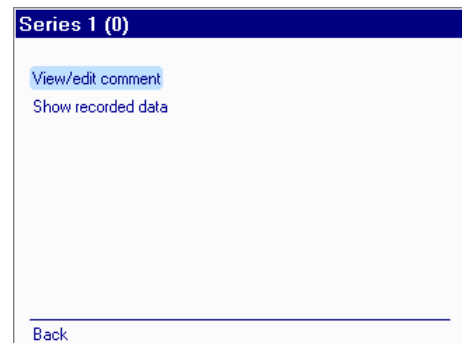 Series 1 (0)
View/edit comment
Show recorded data
Back